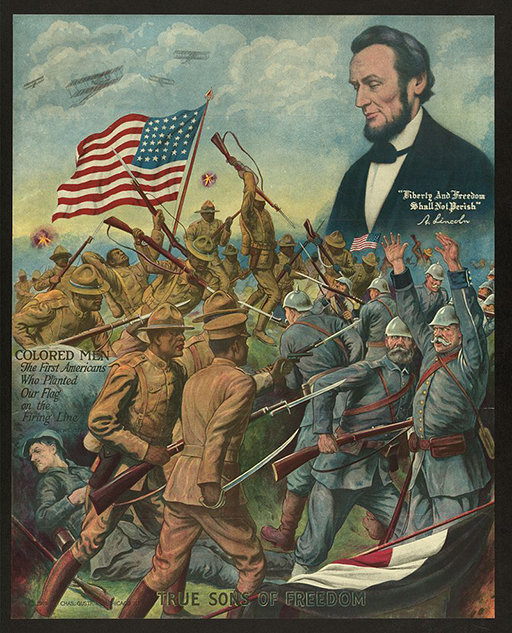 "Liberty And Freedom
Shall Not Perish"
A. Lincoln
COLORED MEN
The First Americans
Who Planted
Our Flag
on the
Firing Line
TRUE SONS OF FREEDOM